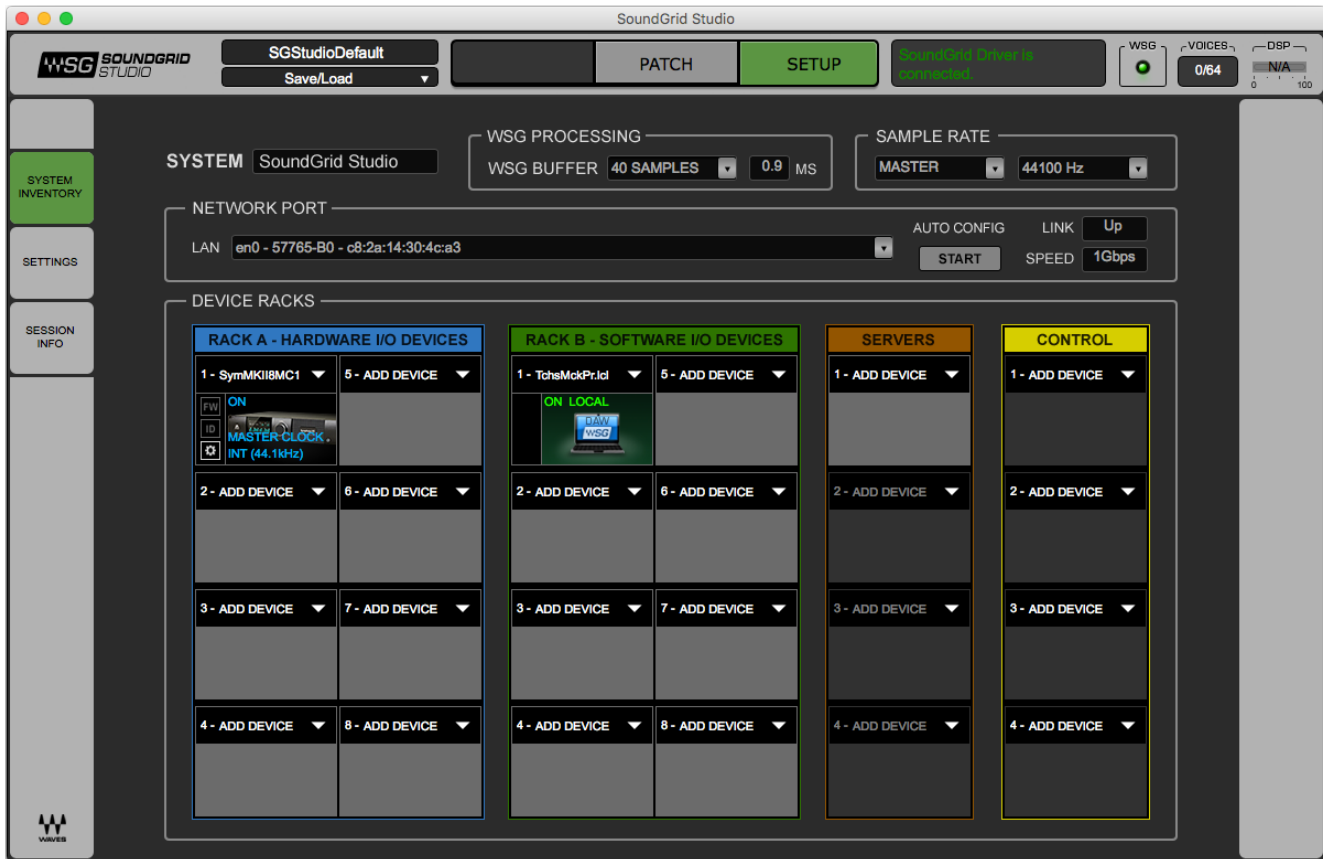 SoundGrid Studio
WSG SOUNDGRID STUDIO
SGStudioDefault
Save/Load
PATCH
SETUP
SoundGrid Driver is
connected.
WSG
VOICES
0/64
DSP
N/A
0 100
SYSTEM INVENTORY
SETTINGS
SESSION INFO
WAVES
SYSTEM SoundGrid Studio
WSG PROCESSING
WSG BUFFER 40 SAMPLES 0.9 MS
SAMPLE RATE
MASTER 44100 Hz
NETWORK PORT
LAN en0 - 57765-B0 - c8:2a:14:30:4c:a3
AUTO CONFIG
START
LINK Up
SPEED 1Gbps
DEVICE RACKS
RACK A - HARDWARE I/O DEVICES
1 - SymMKII8MC1 5 - ADD DEVICE
FW
ID
ON
MASTER CLOCK
INT (44.1kHz)
2 - ADD DEVICE 6 - ADD DEVICE
3 - ADD DEVICE 7 - ADD DEVICE
4 - ADD DEVICE 8 - ADD DEVICE
RACK B - SOFTWARE I/O DEVICES
1 - TchsMckPr.lcl 5 - ADD DEVICE
ON LOCAL
DAW
WSG
2 - ADD DEVICE 6 - ADD DEVICE
3 - ADD DEVICE 7 - ADD DEVICE
4 - ADD DEVICE 8 - ADD DEVICE
SERVERS
1 - ADD DEVICE
2 - ADD DEVICE
3 - ADD DEVICE
4 - ADD DEVICE
CONTROL
1 - ADD DEVICE
2 - ADD DEVICE
3 - ADD DEVICE
4 - ADD DEVICE